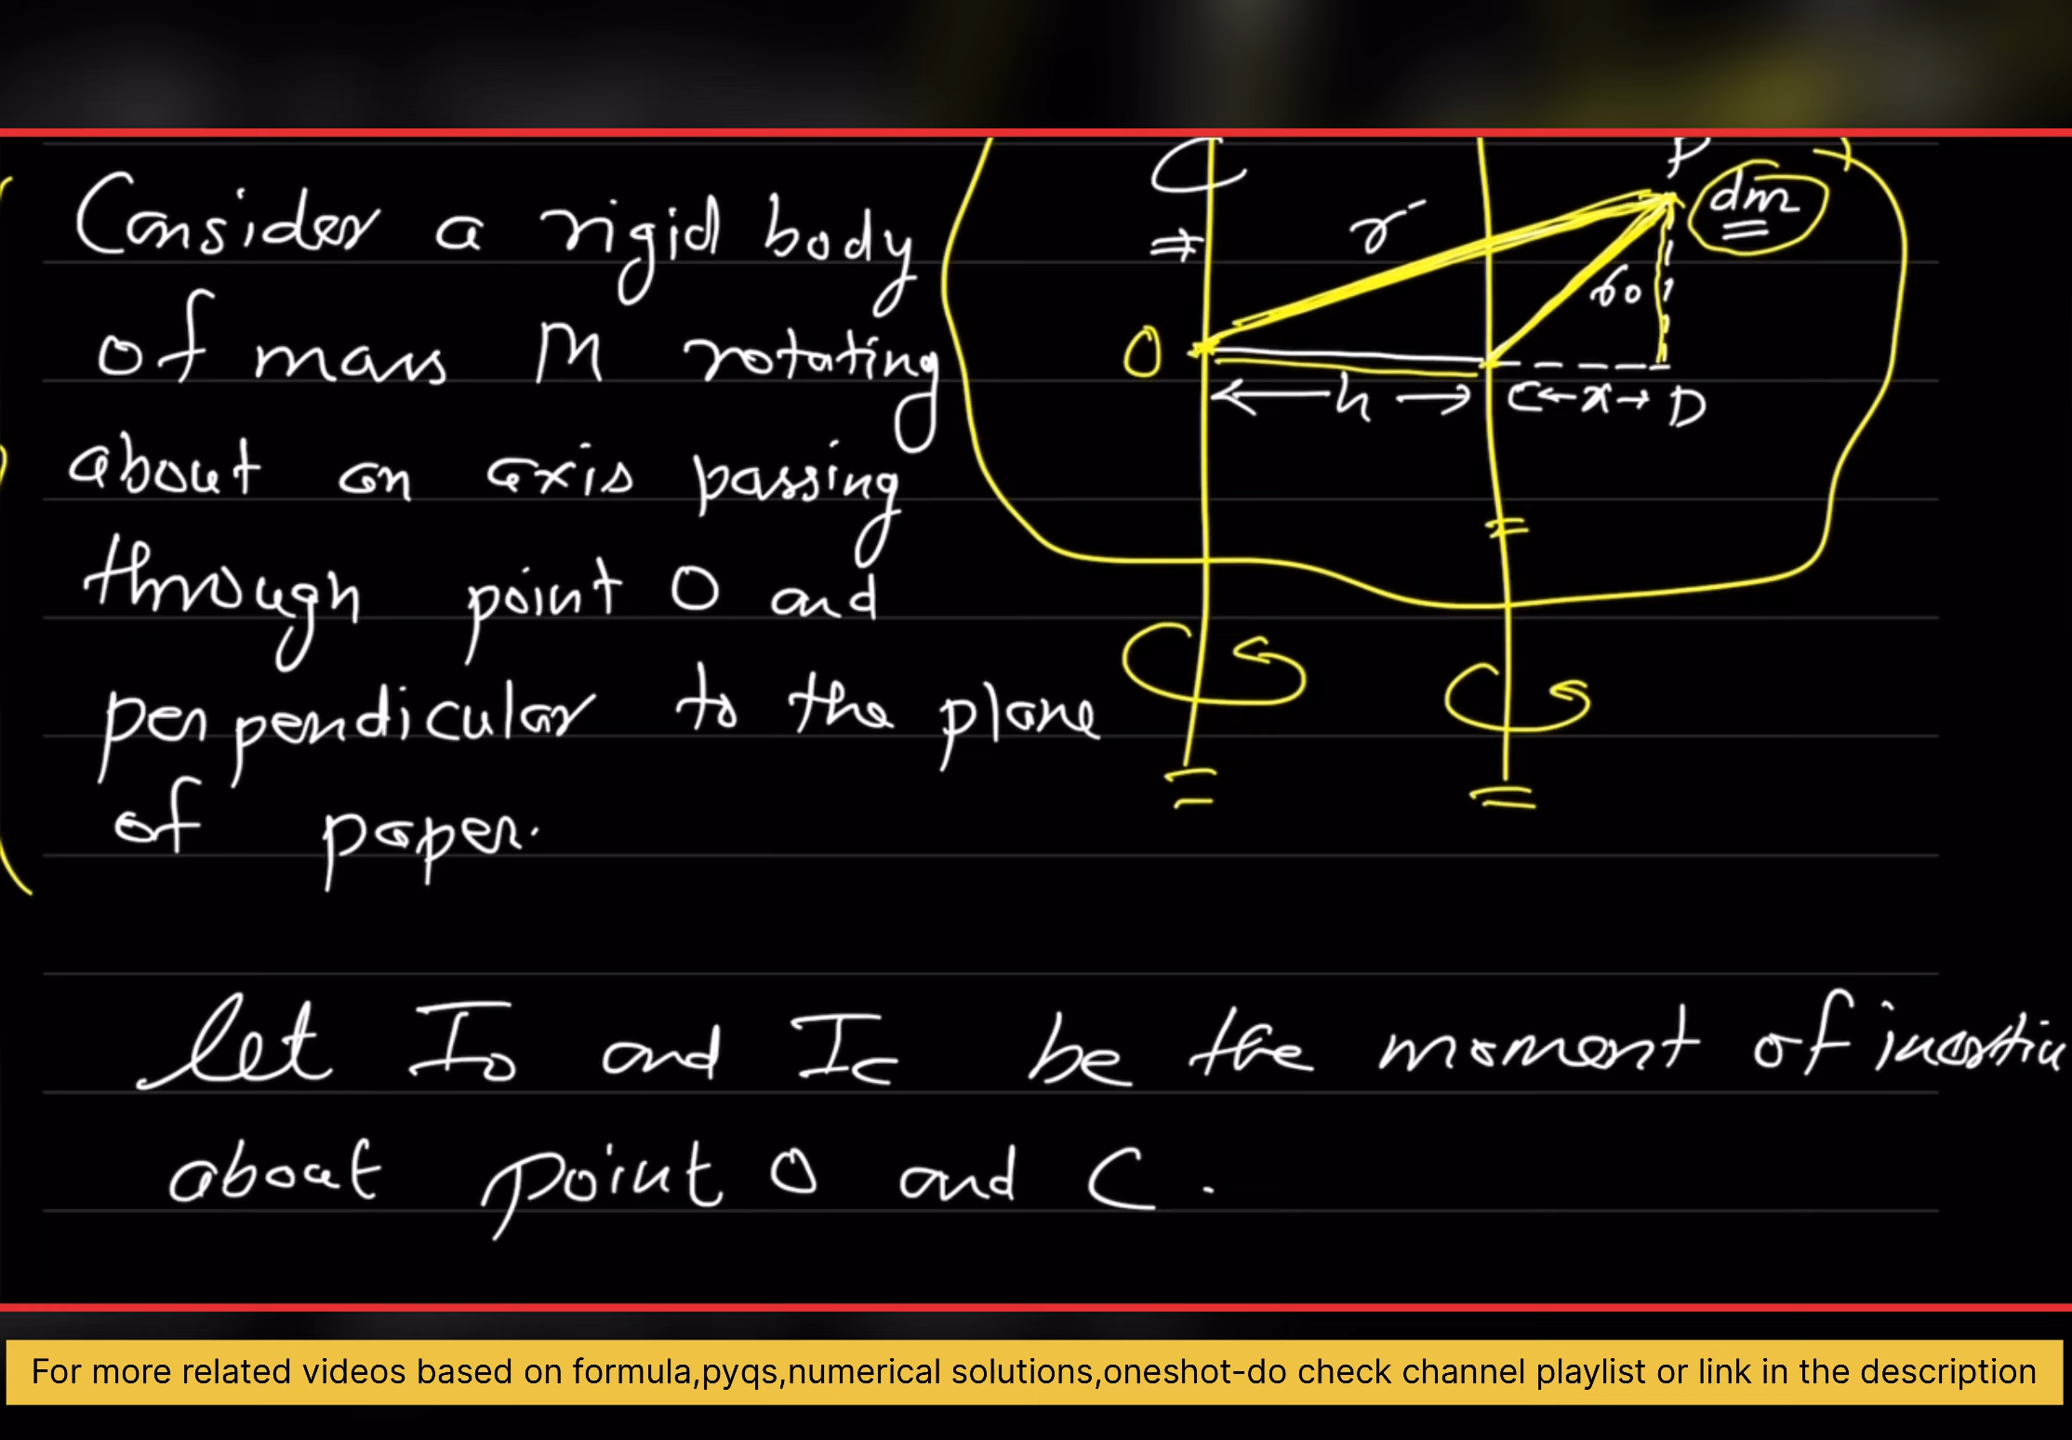 Consider a rigid body
of mass M rotating
about an axis passing
through point O and
perpendicular to the plane
of paper.
C
P
dm
r
r0
O
h
C x D
let Io and Ic be the moment of inertia
about point O and C.
For more related videos based on formula,pyqs,numerical solutions,oneshot-do check channel playlist or link in the description